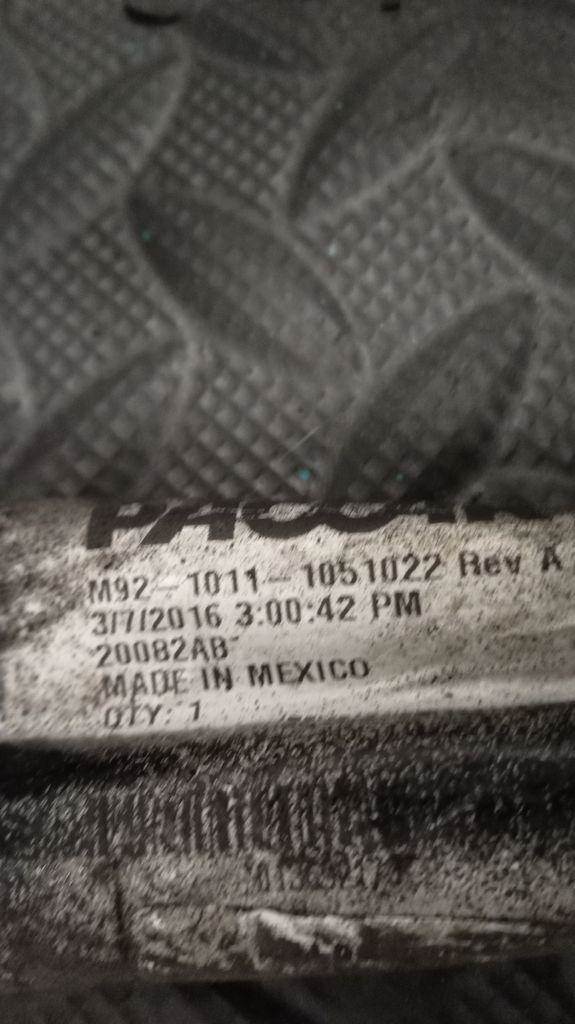 M92-1011-1051022 Rev A
3/7/2016 3:00:42 PM
20082AB
MADE IN MEXICO
QTY: 1